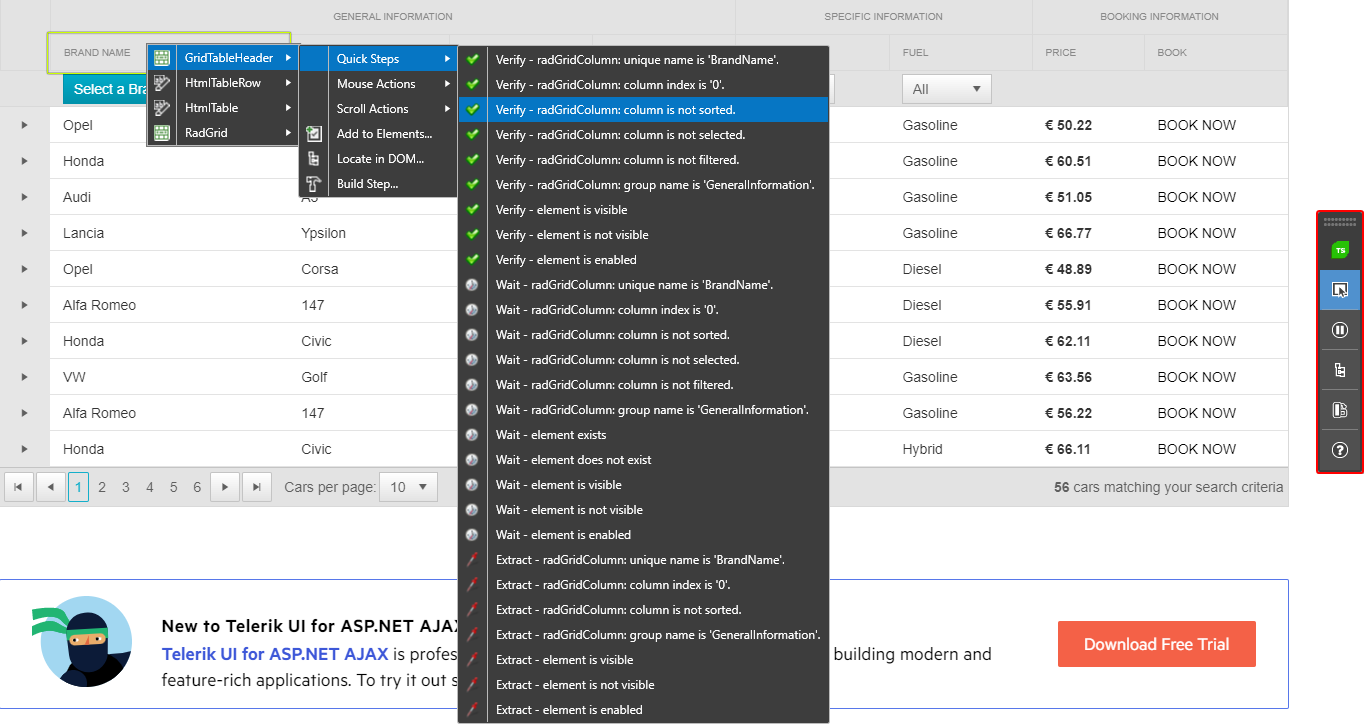 GENERAL INFORMATION SPECIFIC INFORMATION BOOKING INFORMATION
BRAND NAME FUEL PRICE BOOK
Select a Bra All
GridTableHeader
HtmlTableRow
HtmlTable
RadGrid
Quick Steps
Mouse Actions
Scroll Actions
Add to Elements...
Locate in DOM...
Build Step...
Verify - radGridColumn: unique name is 'BrandName'.
Verify - radGridColumn: column index is '0'.
Verify - radGridColumn: column is not sorted.
Verify - radGridColumn: column is not selected.
Verify - radGridColumn: column is not filtered.
Verify - radGridColumn: group name is 'GeneralInformation'.
Verify - element is visible
Verify - element is not visible
Verify - element is enabled
Wait - radGridColumn: unique name is 'BrandName'.
Wait - radGridColumn: column index is '0'.
Wait - radGridColumn: column is not sorted.
Wait - radGridColumn: column is not selected.
Wait - radGridColumn: column is not filtered.
Wait - radGridColumn: group name is 'GeneralInformation'.
Wait - element exists
Wait - element does not exist
Wait - element is visible
Wait - element is not visible
Wait - element is enabled
Extract - radGridColumn: unique name is 'BrandName'.
Extract - radGridColumn: column index is '0'.
Extract - radGridColumn: column is not sorted.
Extract - radGridColumn: group name is 'GeneralInformation'.
Extract - element is visible
Extract - element is not visible
Extract - element is enabled
Opel Gasoline € 50.22 BOOK NOW
Honda Gasoline € 60.51 BOOK NOW
Audi Gasoline € 51.05 BOOK NOW
Lancia Ypsilon Gasoline € 66.77 BOOK NOW
Opel Corsa Diesel € 48.89 BOOK NOW
Alfa Romeo 147 Diesel € 55.91 BOOK NOW
Honda Civic Diesel € 62.11 BOOK NOW
VW Golf Gasoline € 63.56 BOOK NOW
Alfa Romeo 147 Gasoline € 56.22 BOOK NOW
Honda Civic Hybrid € 66.11 BOOK NOW
1 2 3 4 5 6 Cars per page: 10 56 cars matching your search criteria
TS
New to Telerik UI for ASP.NET AJAX
Telerik UI for ASP.NET AJAX is profes building modern and
feature-rich applications. To try it out s
Download Free Trial